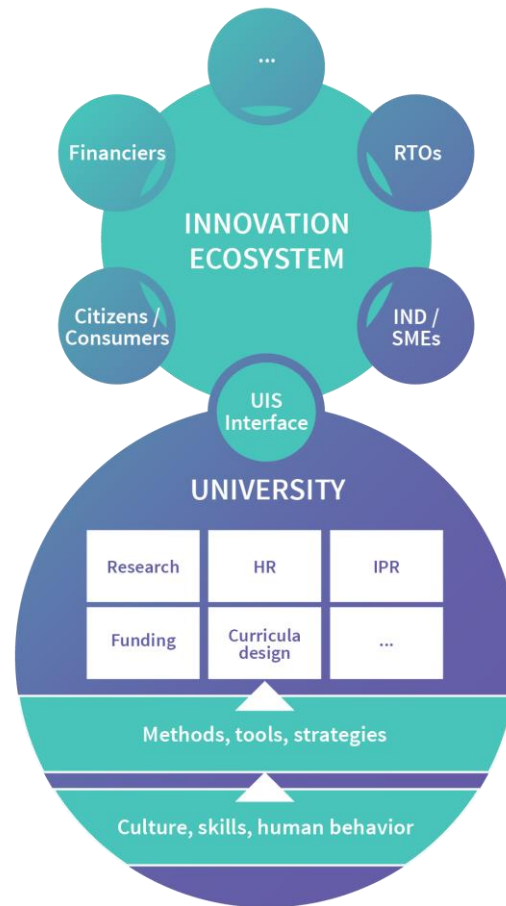 ...
Financiers
RTOs
INNOVATION
ECOSYSTEM
Citizens /
Consumers
IND /
SMEs
UIS
Interface
UNIVERSITY
Research
HR
IPR
Funding
Curricula
design
...
Methods, tools, strategies
Culture, skills, human behavior